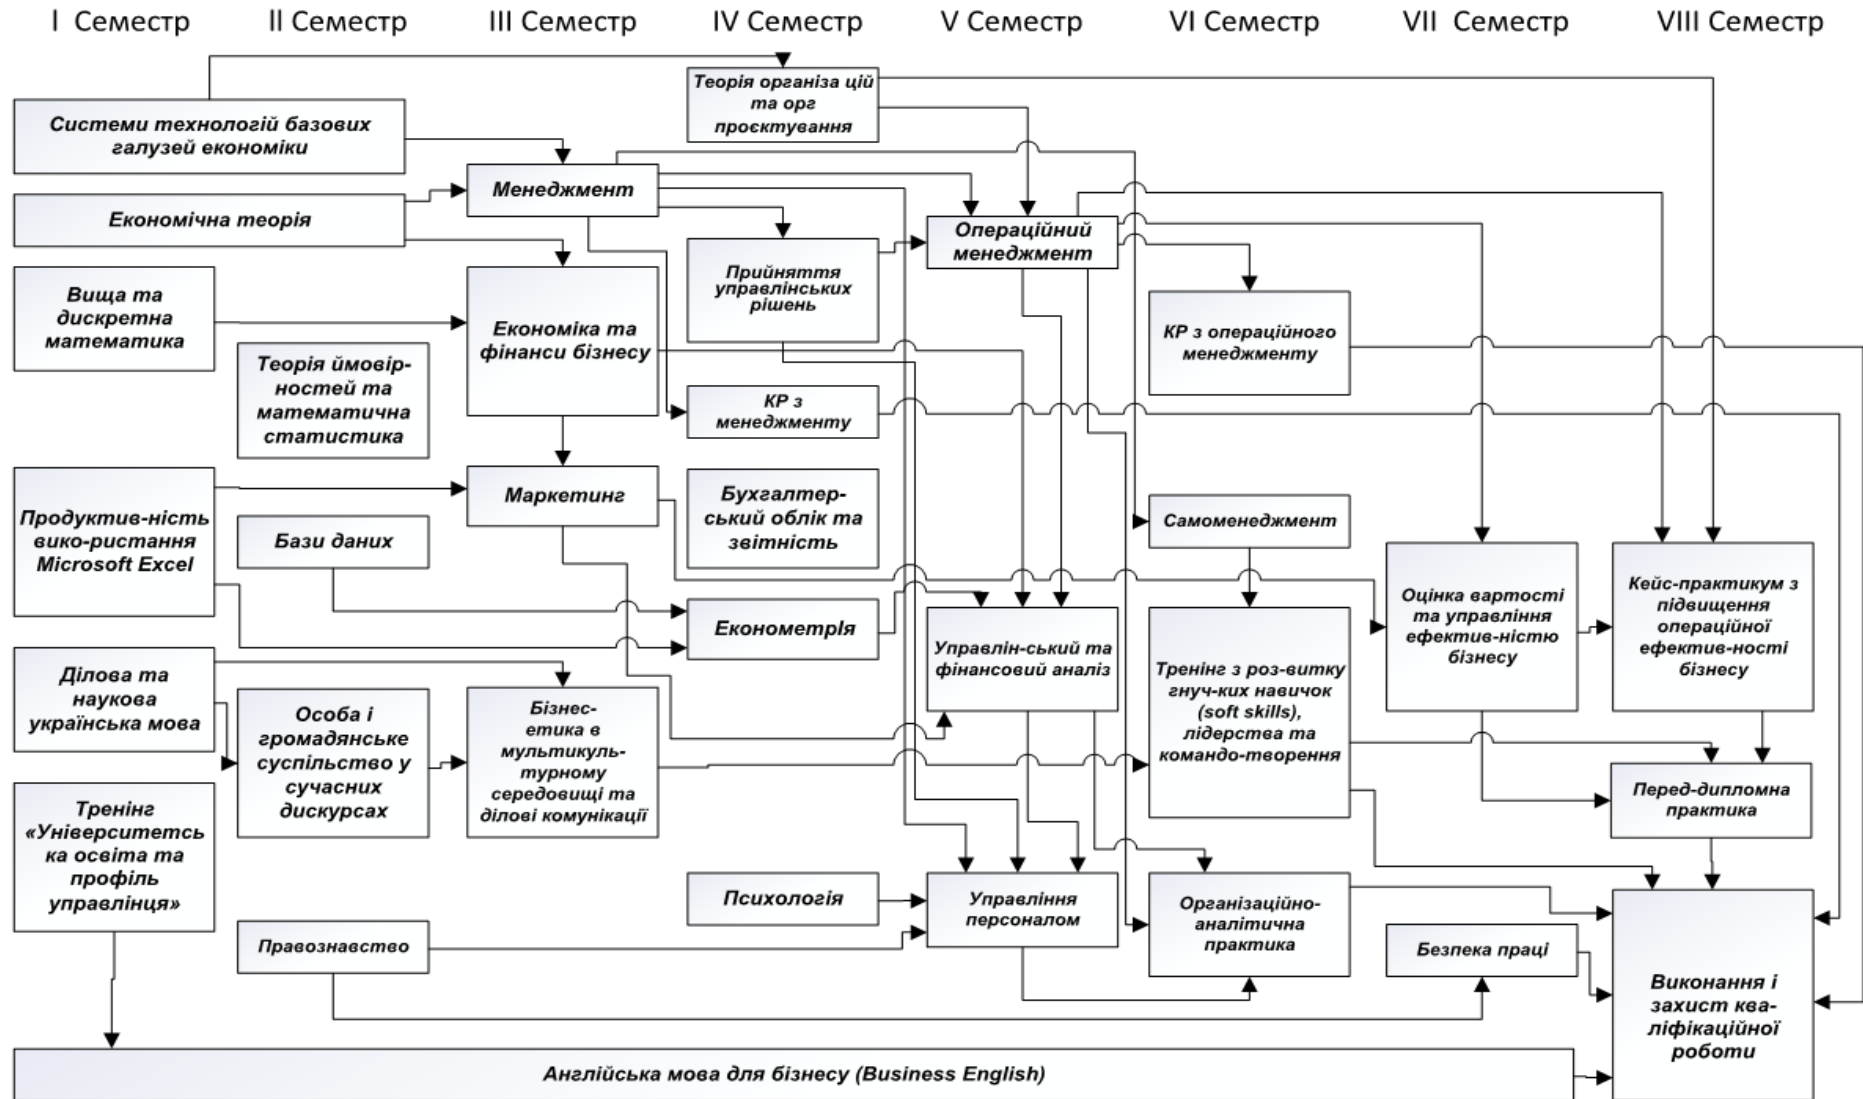 I Семестр
II Семестр
III Семестр
IV Семестр
V Семестр
VI Семестр
VII Семестр
VIII Семестр
Системи технологій базових
галузей економіки
Економічна теорія
Вища та
дискретна
математика
Продуктив-ність
вико-ристання
Microsoft Excel
Ділова та
наукова
українська мова
Тренінг
«Університетсь
ка освіта та
профіль
управлінця»
Теорія ймовір-
ностей та
математична
статистика
Бази даних
Особа і
громадянське
суспільство у
сучасних
дискурсах
Правознавство
Менеджмент
Економіка та
фінанси бізнесу
Маркетинг
Бізнес-
етика в
мультикуль-
турному
середовищі та
ділові комунікації
Теорія організа цій
та орг
проєктування
Прийняття
управлінських
рішень
КР з
менеджменту
Бухгалтер-
ський облік та
звітність
ЕконометрІя
Психологія
Операційний
менеджмент
Управлін-ський та
фінансовий аналіз
Управління
персоналом
КР з операційного
менеджменту
Самоменеджмент
Тренінг з роз-витку
гнуч-ких навичок
(soft skills),
лідерства та
командо-творення
Організаційно-
аналітична
практика
Оцінка вартості
та управління
ефектив-ністю
бізнесу
Безпека праці
Кейс-практикум з
підвищення
операційної
ефектив-ності
бізнесу
Перед-дипломна
практика
Виконання і
захист ква-
ліфікаційної
роботи
Англійська мова для бізнесу (Business English)